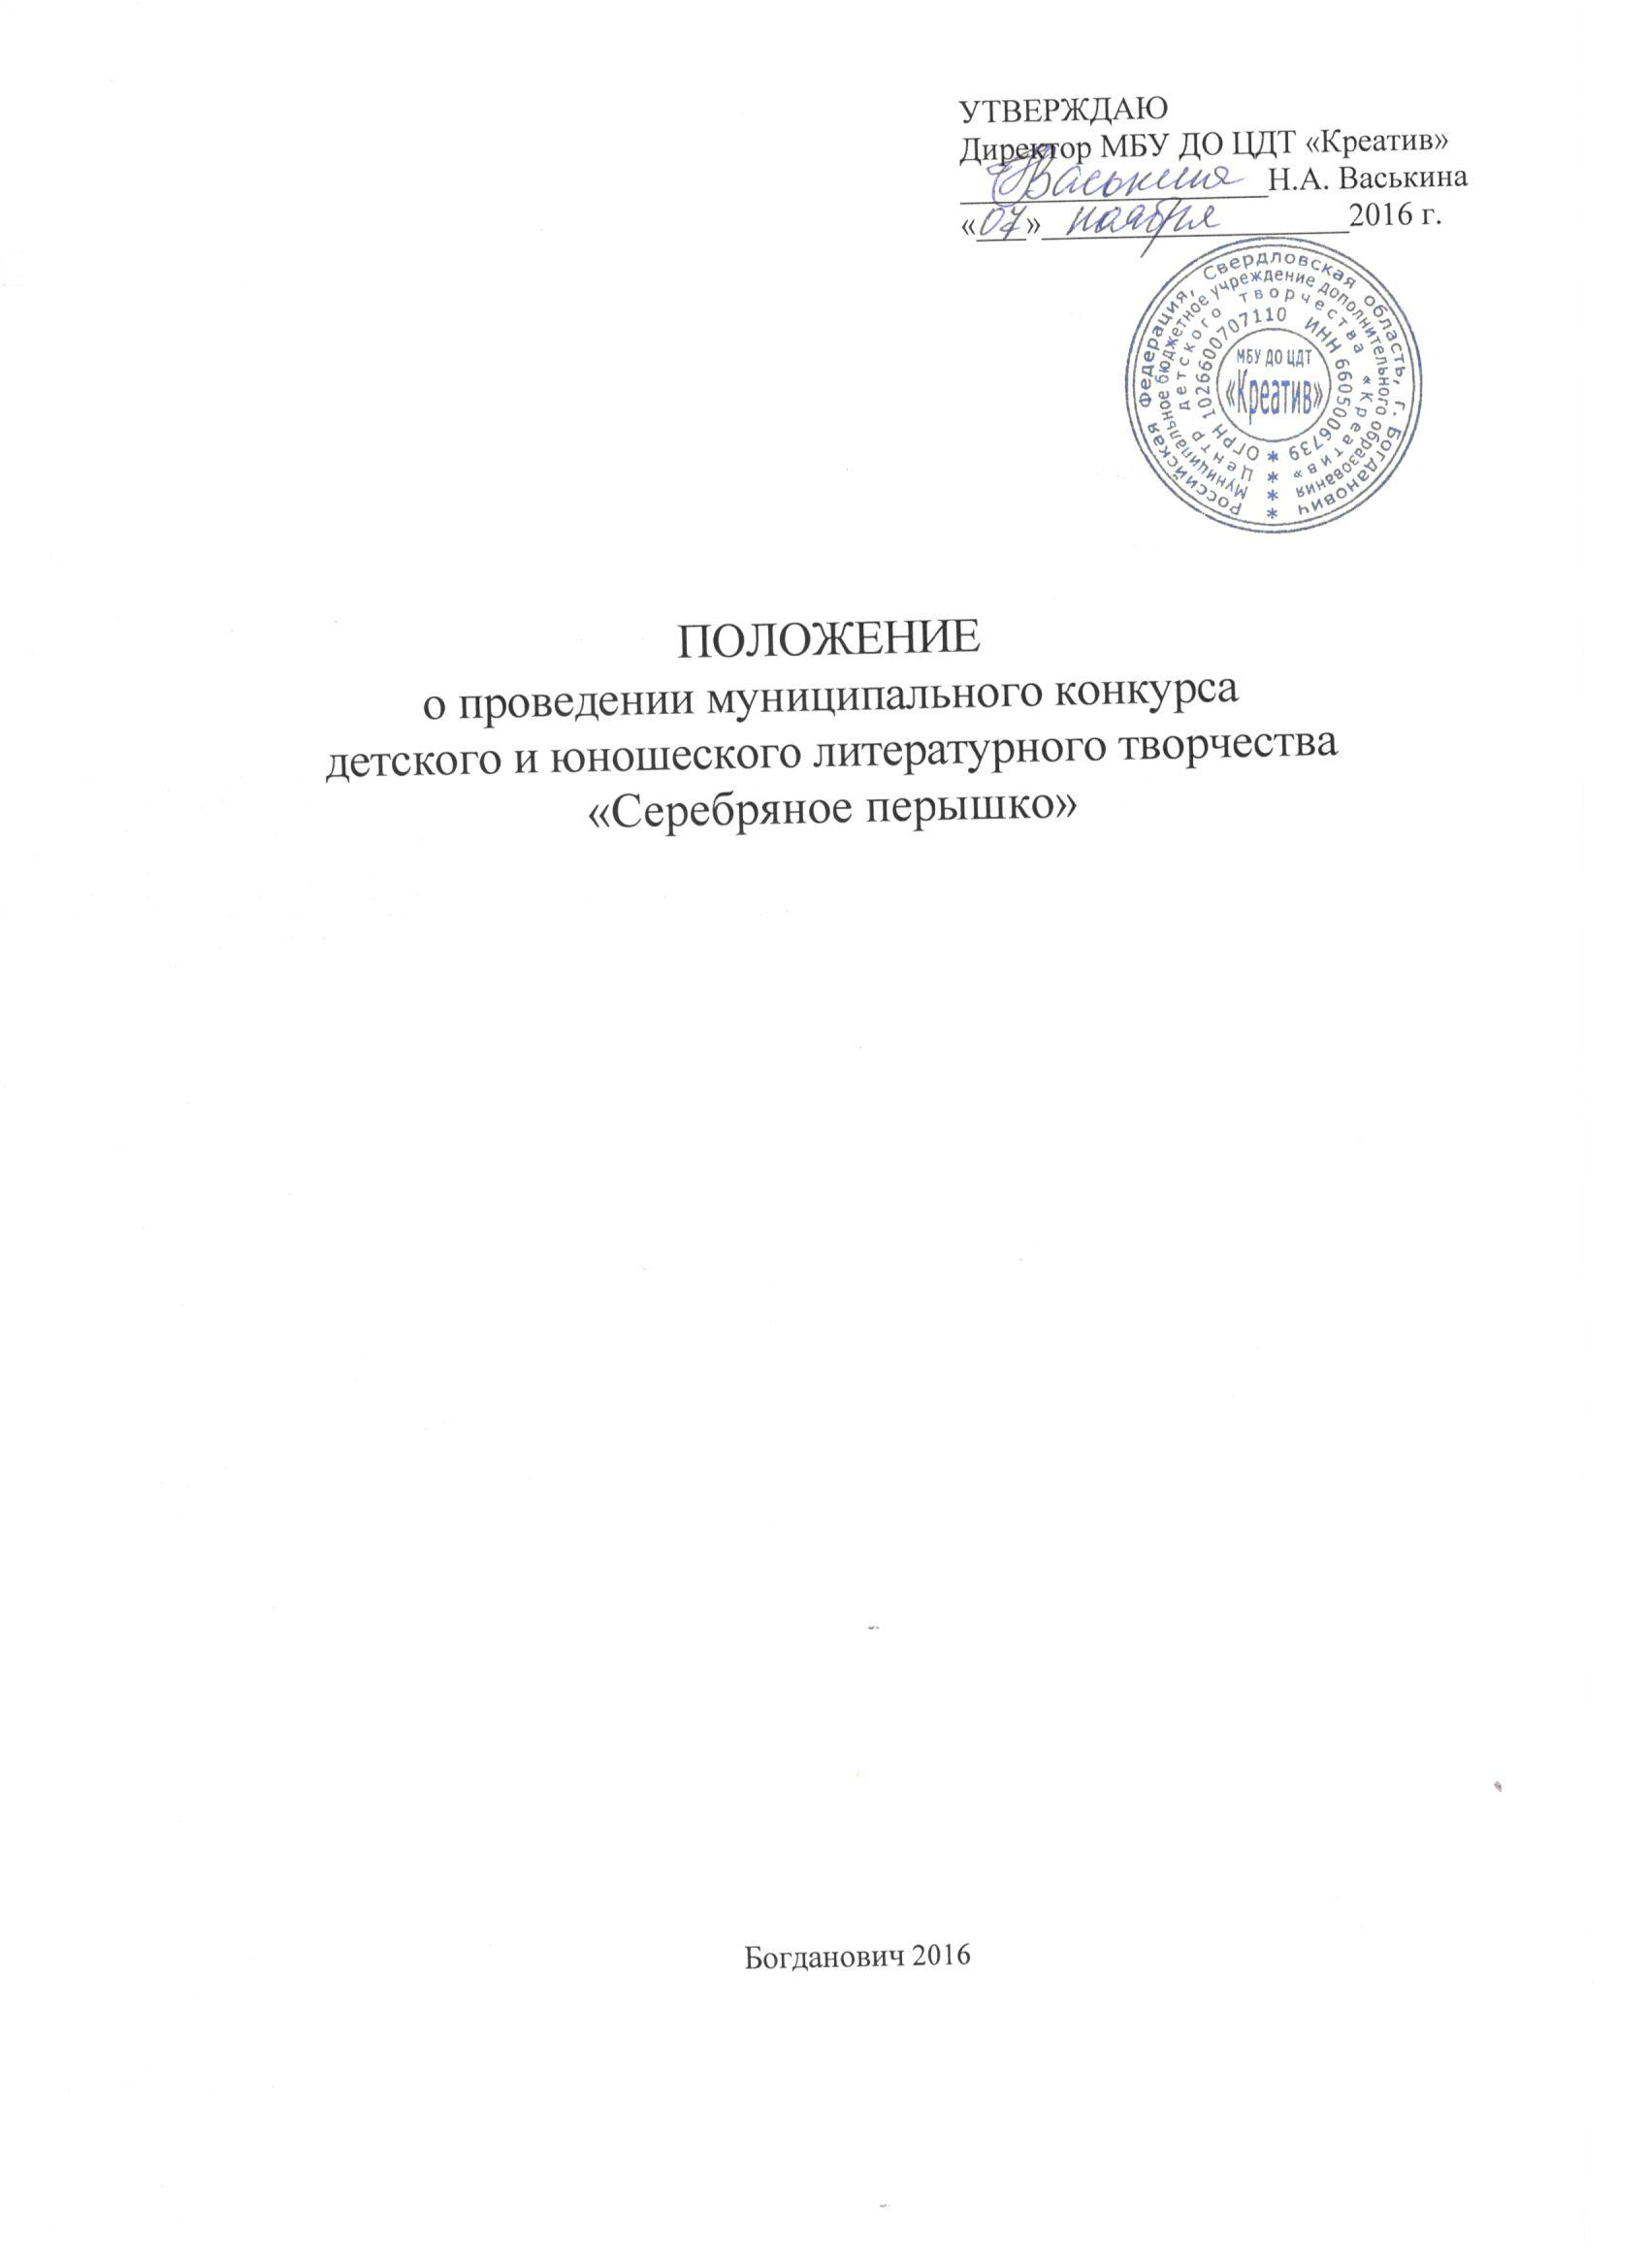 УТВЕРЖДАЮ
Директор МБУ ДО ЦДТ «Креатив»
Васькина Н.А. Васькина
«07» ноября 2016 г.
Российская Федерация, Свердловская область, г. Богданович
Муниципальное бюджетное учреждение дополнительного образования
Центр детского творчества «Креатив»
ОГРН 1026600707110 ИНН 6605006739
МБУ ДО ЦДТ
«Креатив»
ПОЛОЖЕНИЕ
о проведении муниципального конкурса
детского и юношеского литературного творчества
«Серебряное перышко»
Богданович 2016